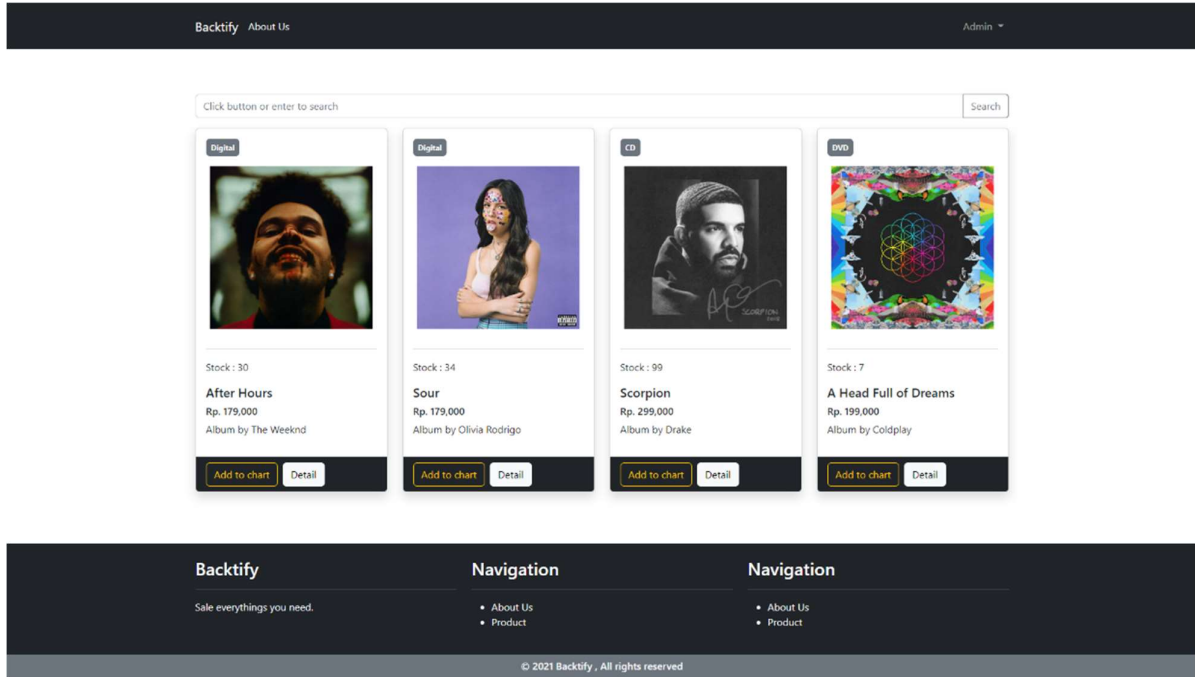 Backtify About Us Admin
Click button or enter to search Search
Digital
Stock : 30
After Hours
Rp. 179,000
Album by The Weeknd
Add to chart Detail
Digital
Stock : 34
Sour
Rp. 179,000
Album by Olivia Rodrigo
Add to chart Detail
CD
SCORPION
Stock : 99
Scorpion
Rp. 299,000
Album by Drake
Add to chart Detail
DVD
Stock : 7
A Head Full of Dreams
Rp. 199,000
Album by Coldplay
Add to chart Detail
Backtify
Sale everythings you need.
Navigation
About Us
Product
Navigation
About Us
Product
© 2021 Backtify , All rights reserved